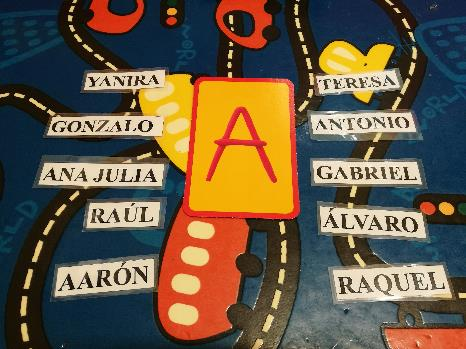 YANIRA
GONZALO
ANA JULIA
RAÚL
AARÓN
A
TERESA
ANTONIO
GABRIEL
ÁLVARO
RAQUEL